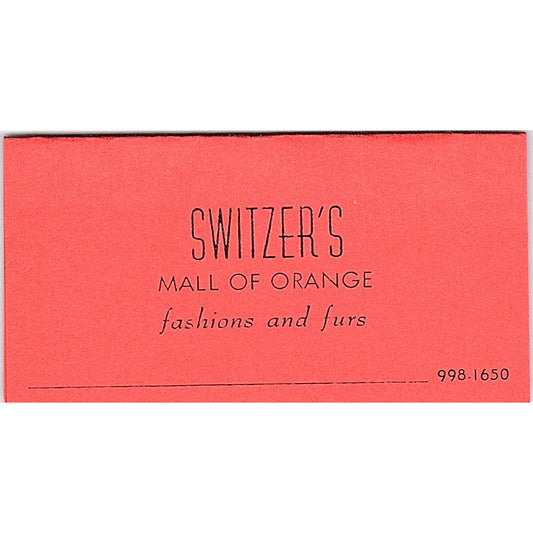 SWITZER'S
MALL OF ORANGE
fashions and furs
998-1650